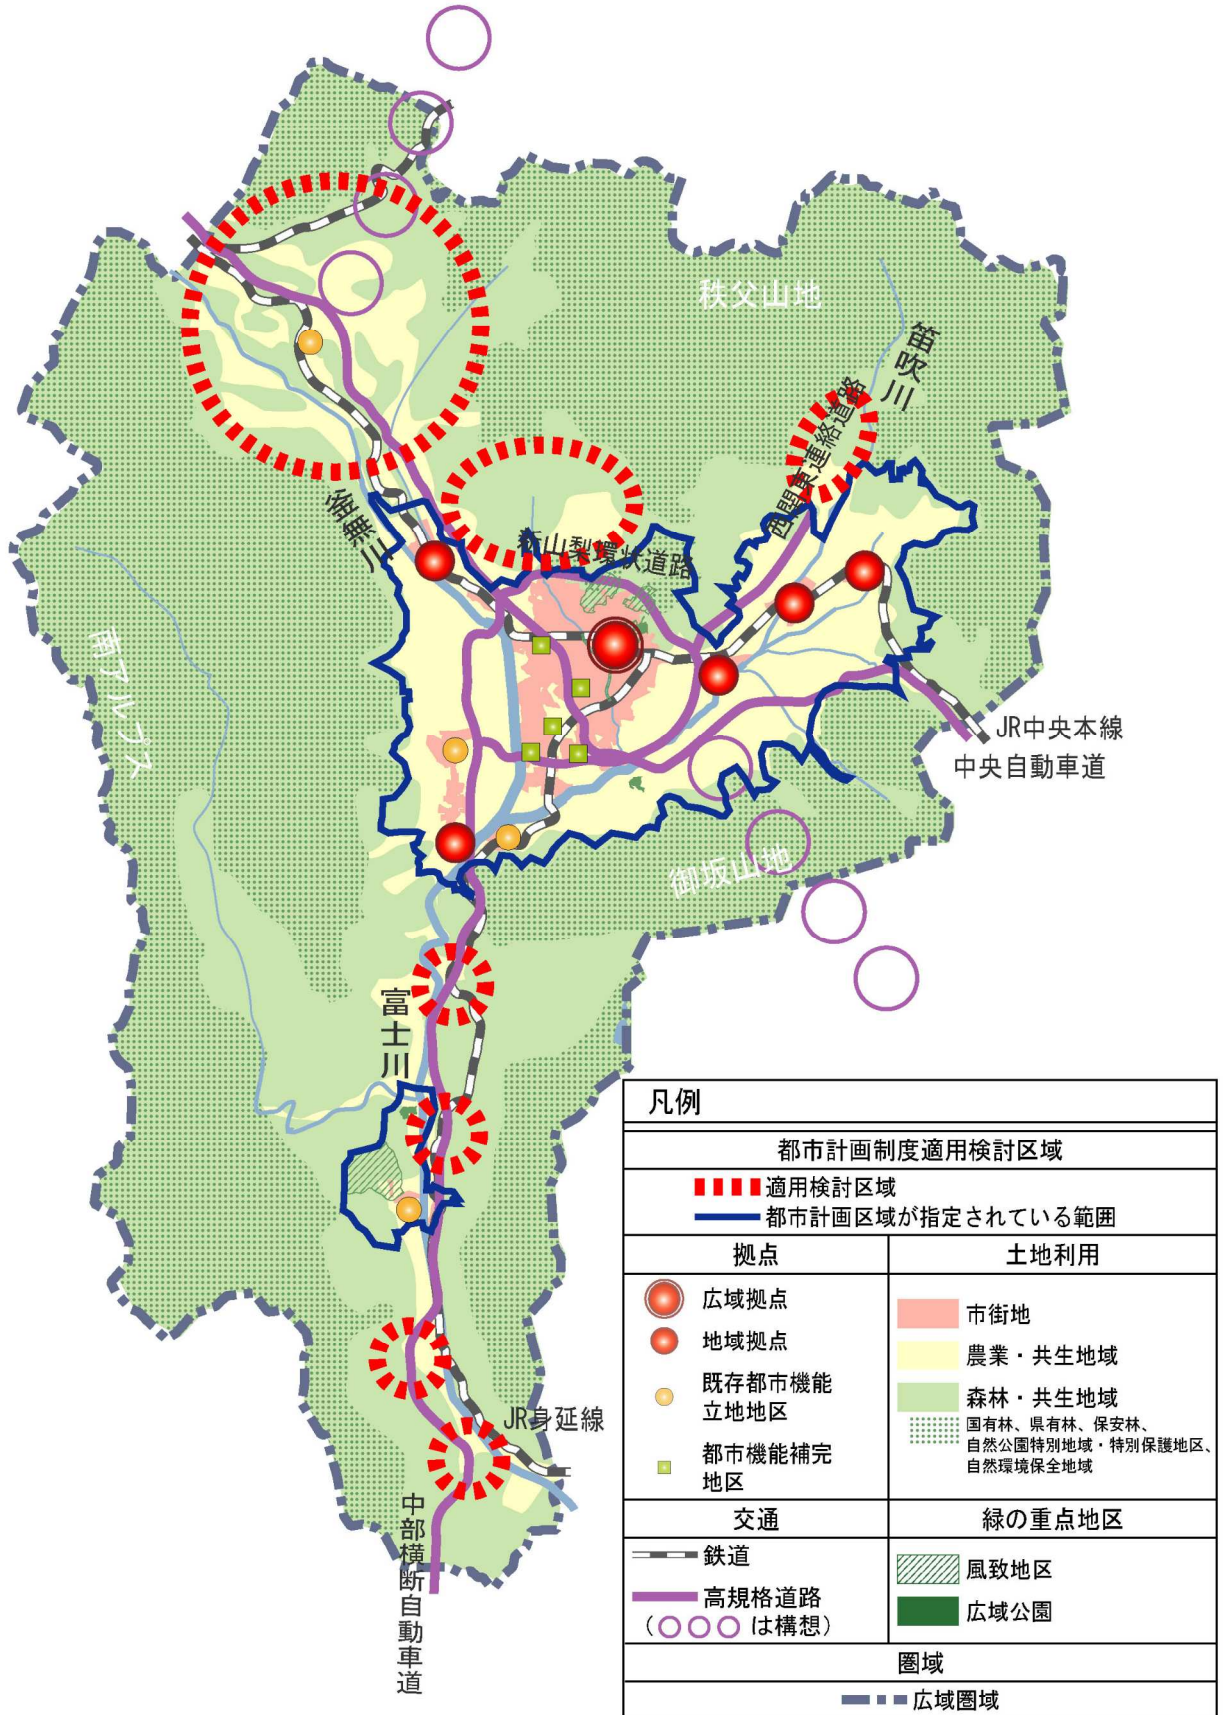 秩父山地
笛吹川
西関東連絡道路
釜無川
新山梨環状道路
南アルプス
JR中央本線
中央自動車道
御坂山地
富士川
JR身延線
中部横断自動車道
凡例
都市計画制度適用検討区域
適用検討区域
都市計画区域が指定されている範囲
拠点
広域拠点
地域拠点
既存都市機能
立地地区
都市機能補完
地区
土地利用
市街地
農業・共生地域
森林・共生地域
国有林、県有林、保安林、
自然公園特別地域・特別保護地区、
自然環境保全地域
交通
鉄道
高規格道路
(○○○は構想)
緑の重点地区
風致地区
広域公園
圏域
広域圏域